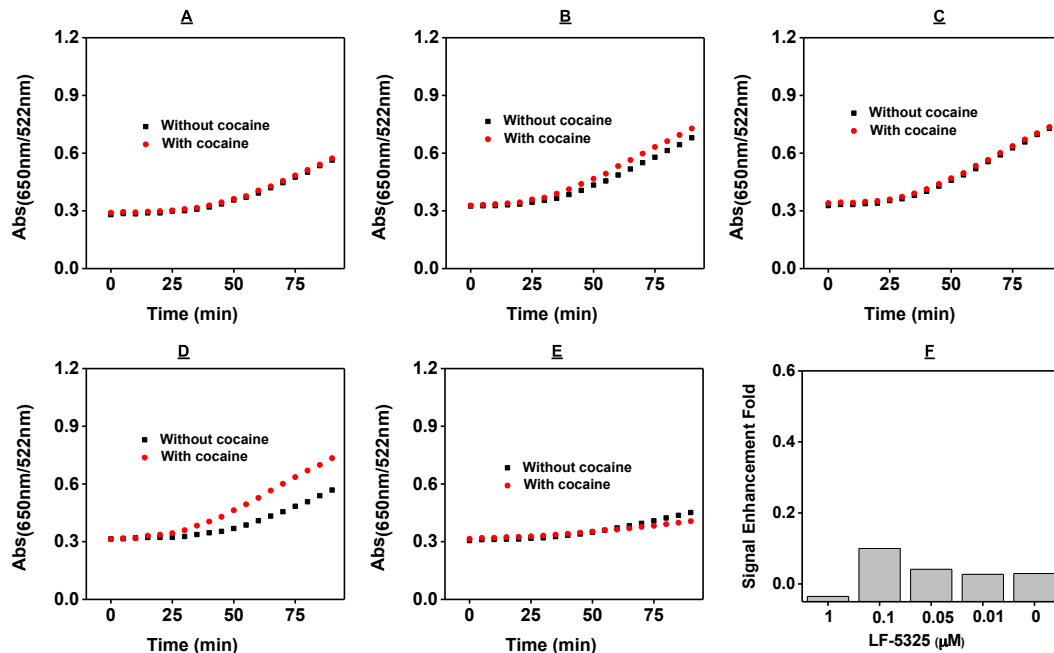 A
1.2
0.9
0.6
0.3
0.0
Abs(650nm/522nm)
Without cocaine
With cocaine
0 25 50 75
Time (min)
B
1.2
0.9
0.6
0.3
0.0
Abs(650nm/522nm)
Without cocaine
With cocaine
0 25 50 75
Time (min)
C
1.2
0.9
0.6
0.3
0.0
Abs(650nm/522nm)
Without cocaine
With cocaine
0 25 50 75
Time (min)
D
1.2
0.9
0.6
0.3
0.0
Abs(650nm/522nm)
Without cocaine
With cocaine
0 25 50 75
Time (min)
E
1.2
0.9
0.6
0.3
0.0
Abs(650nm/522nm)
Without cocaine
With cocaine
0 25 50 75
Time (min)
F
0.6
0.4
0.2
0.0
Signal Enhancement Fold
1 0.1 0.05 0.01 0
LF-5325 (μM)